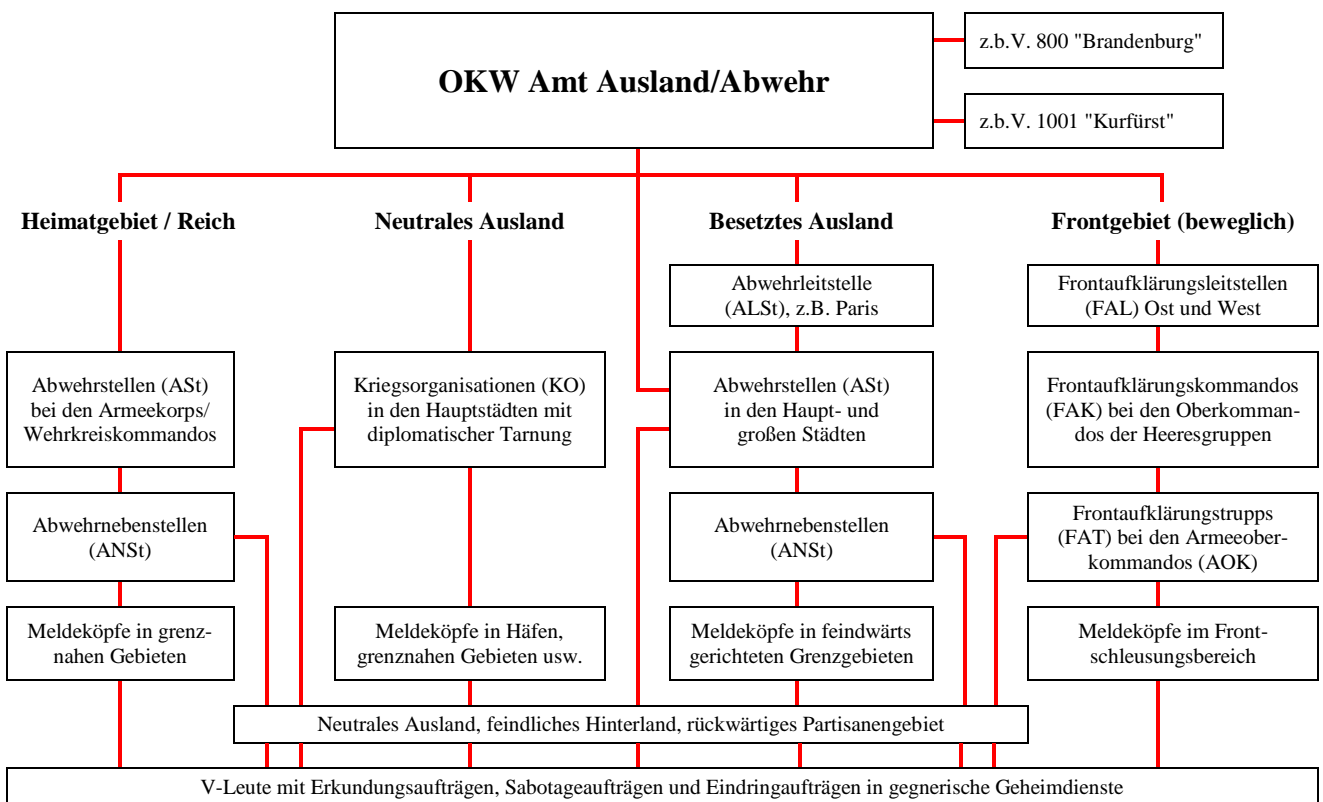 OKW Amt Ausland/Abwehr
z.b.V. 800 "Brandenburg"
z.b.V. 1001 "Kurfürst"
Heimatgebiet / Reich
Neutrales Ausland
Besetztes Ausland
Frontgebiet (beweglich)
Abwehrleitstelle
(ALSt), z.B. Paris
Frontaufklärungsleitstellen
(FAL) Ost und West
Abwehrstellen (ASt)
bei den Armeekorps/
Wehrkreiskommandos
Kriegsorganisationen (KO)
in den Hauptstädten mit
diplomatischer Tarnung
Abwehrstellen (ASt)
in den Haupt- und
großen Städten
Frontaufklärungskommandos
(FAK) bei den Oberkomman-
dos der Heeresgruppen
Abwehrnebenstellen
(ANSt)
Abwehrnebenstellen
(ANSt)
Frontaufklärungstrupps
(FAT) bei den Armeeober-
kommandos (AOK)
Meldeköpfe in grenz-
nahen Gebieten
Meldeköpfe in Häfen,
grenznahen Gebieten usw.
Meldeköpfe in feindwärts
gerichteten Grenzgebieten
Meldeköpfe im Front-
schleusungsbereich
Neutrales Ausland, feindliches Hinterland, rückwärtiges Partisanengebiet
V-Leute mit Erkundungsaufträgen, Sabotageaufträgen und Eindringaufträgen in gegnerische Geheimdienste